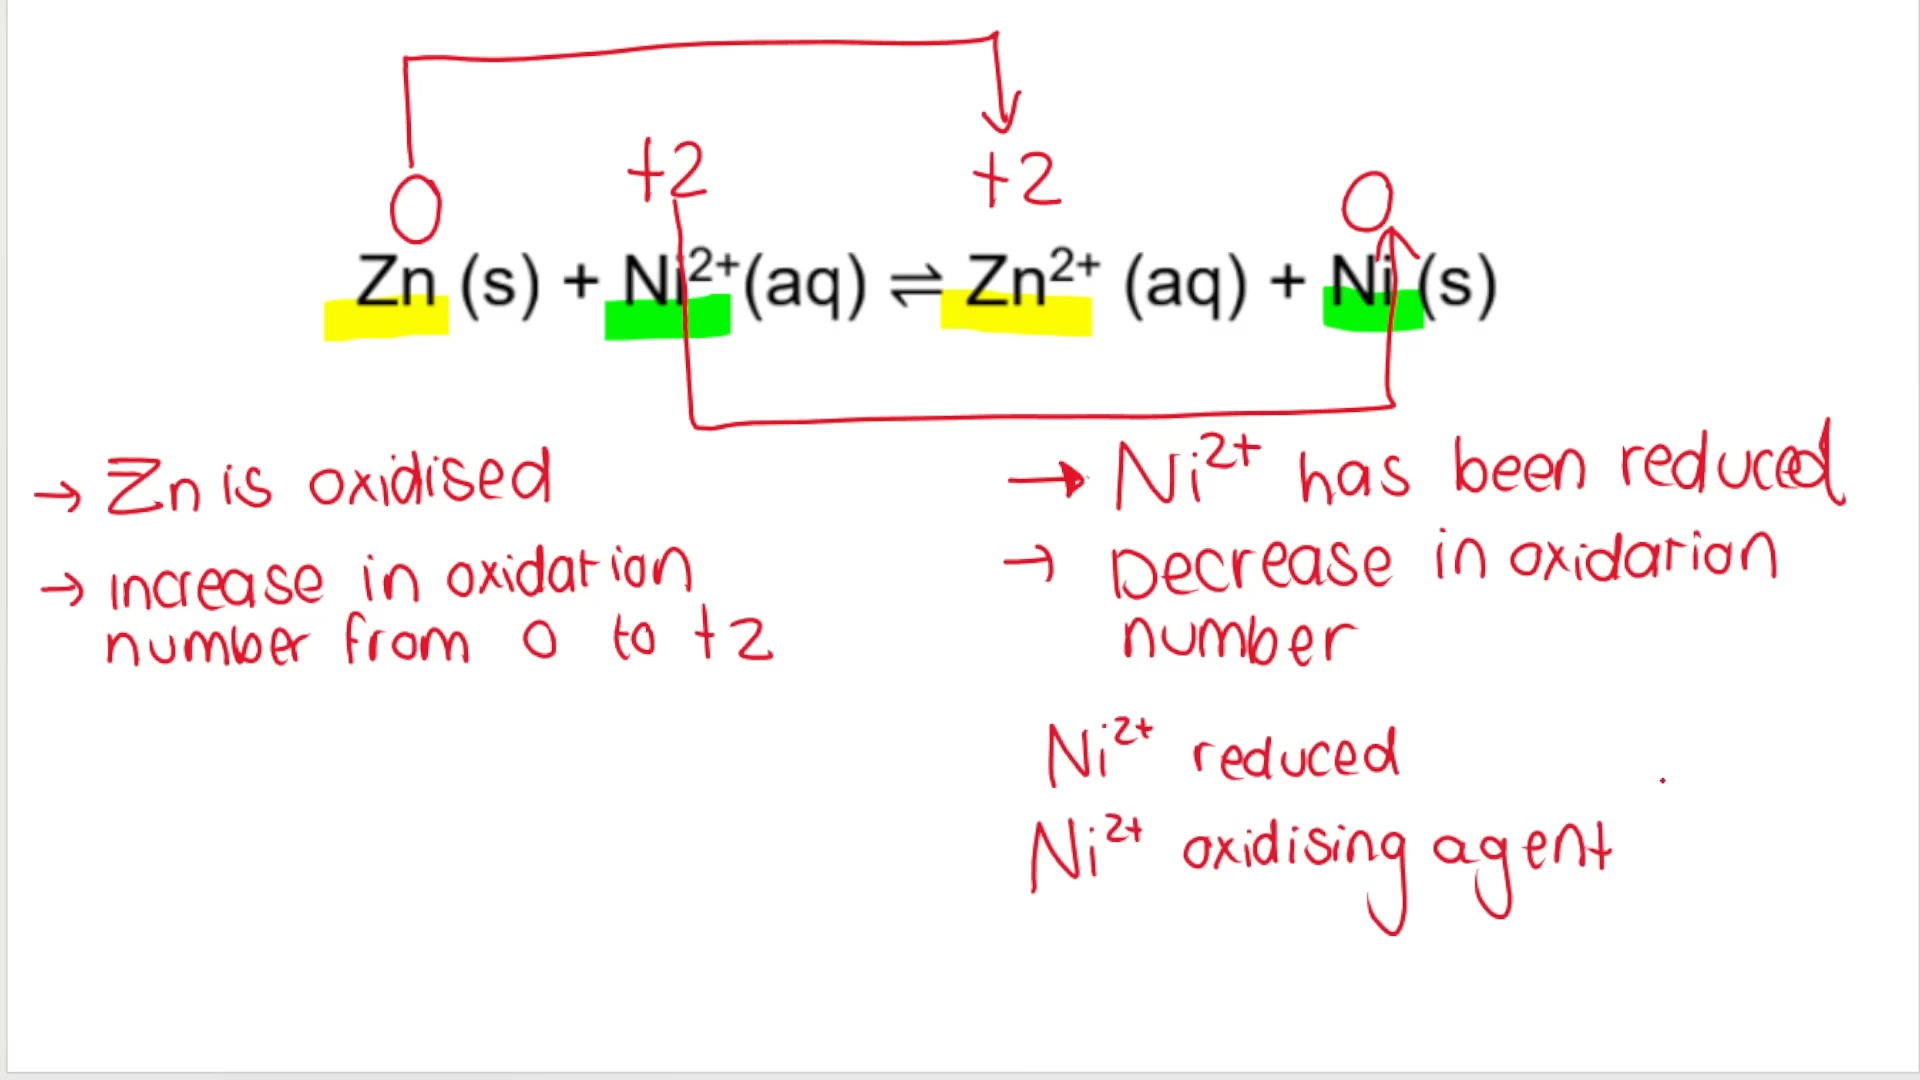 0 +2 +2 0
Zn (s) + Ni²⁺(aq) ⇌ Zn²⁺ (aq) + Ni (s)
→ Zn is oxidised
→ increase in oxidation
number from 0 to +2
→ Ni²⁺ has been reduced
→ Decrease in oxidation
number
Ni²⁺ reduced
Ni²⁺ oxidising agent